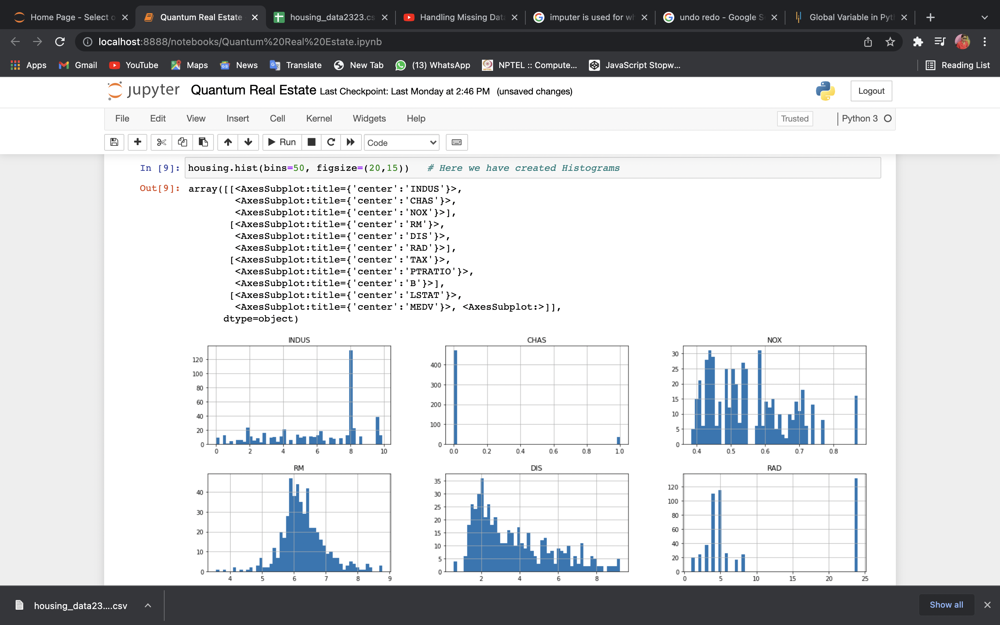 Home Page - Select o
Quantum Real Estate
housing_data2323.cs
Handling Missing Data
imputer is used for wh
undo redo - Google S
Global Variable in Pyth
localhost:8888/notebooks/Quantum%20Real%20Estate.ipynb
Apps
Gmail
YouTube
Maps
News
Translate
New Tab
(13) WhatsApp
NPTEL :: Compute...
JavaScript Stopw...
Reading List
jupyter
Quantum Real Estate Last Checkpoint: Last Monday at 2:46 PM (unsaved changes)
Logout
File
Edit
View
Insert
Cell
Kernel
Widgets
Help
Trusted
Python 3
Run
Code
In [9]: housing.hist(bins=50, figsize=(20,15)) # Here we have created Histograms
Out[9]: array([[<AxesSubplot:title={'center':'INDUS'}>,
<AxesSubplot:title={'center':'CHAS'}>,
<AxesSubplot:title={'center':'NOX'}>],
[<AxesSubplot:title={'center':'RM'}>,
<AxesSubplot:title={'center':'DIS'}>,
<AxesSubplot:title={'center':'RAD'}>],
[<AxesSubplot:title={'center':'TAX'}>,
<AxesSubplot:title={'center':'PTRATIO'}>,
<AxesSubplot:title={'center':'B'}>],
[<AxesSubplot:title={'center':'LSTAT'}>,
<AxesSubplot:title={'center':'MEDV'}>, <AxesSubplot:>]],
dtype=object)
INDUS
120
100
80
60
40
20
0
0 2 4 6 8 10
CHAS
400
300
200
100
0
0.0 0.2 0.4 0.6 0.8 1.0
NOX
30
25
20
15
10
5
0
0.4 0.5 0.6 0.7 0.8
RM
40
30
20
10
0
4 5 6 7 8 9
DIS
35
30
25
20
15
10
5
0
2 4 6 8
RAD
120
100
80
60
40
20
0
0 5 10 15 20 25
housing_data23....csv
Show all